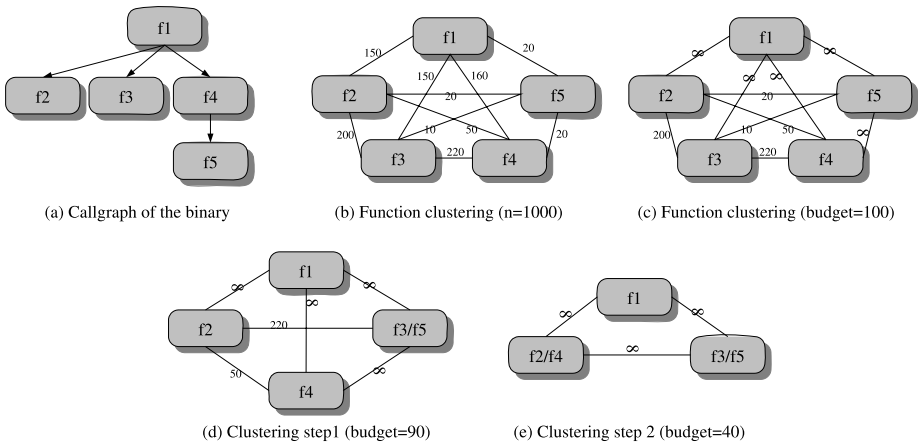 f1
f2
f3
f4
f5
(a) Callgraph of the binary
f1
150
20
150
160
f2
20
f5
200
10
50
20
f3
220
f4
(b) Function clustering (n=1000)
f1
∞
∞
∞
∞
f2
20
f5
200
10
50
∞
f3
220
f4
(c) Function clustering (budget=100)
f1
∞
∞
∞
f2
220
f3/f5
50
∞
f4
(d) Clustering step1 (budget=90)
f1
∞
∞
f2/f4
∞
f3/f5
(e) Clustering step 2 (budget=40)